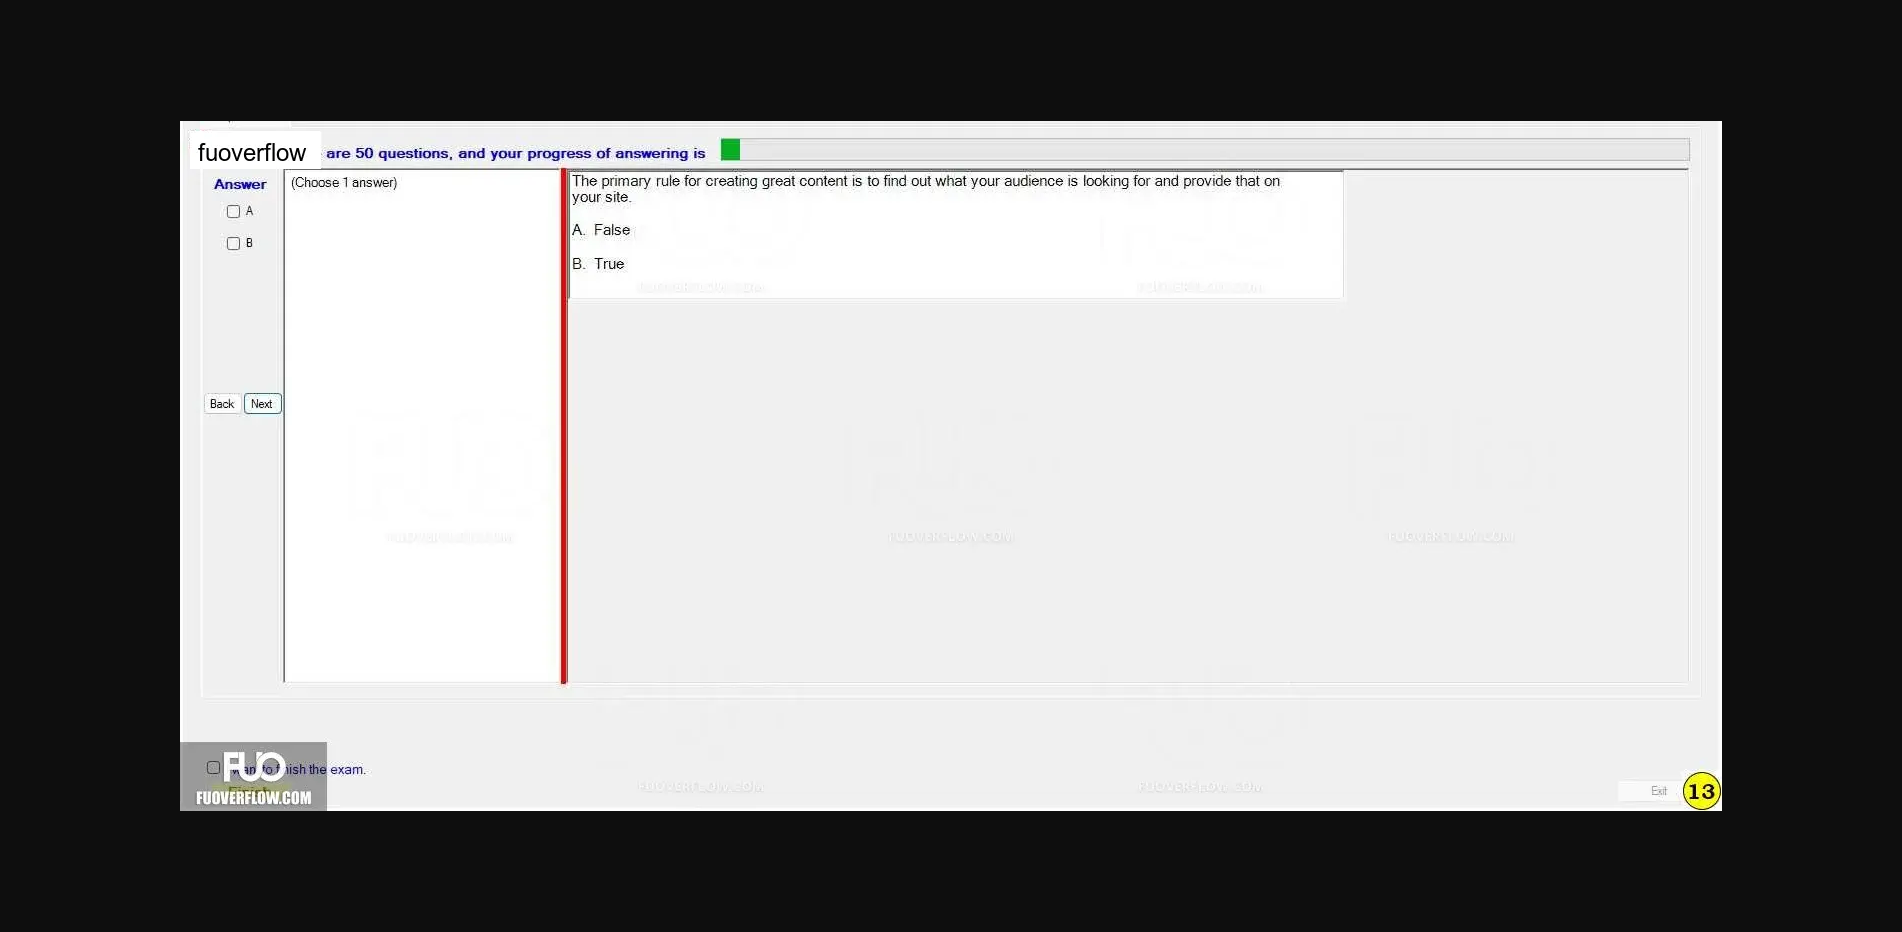 fuoverflow are 50 questions, and your progress of answering is
Answer
(Choose 1 answer)
A
B
The primary rule for creating great content is to find out what your audience is looking for and provide that on
your site.
A. False
B. True
Back Next
FUOVERFLOW.COM FUOVERFLOW.COM
FUOVERFLOW.COM FUOVERFLOW.COM FUOVERFLOW.COM
FUOVERFLOW.COM FUOVERFLOW.COM
FUO
want to finish the exam.
Finish
FUOVERFLOW.COM
Exit
13